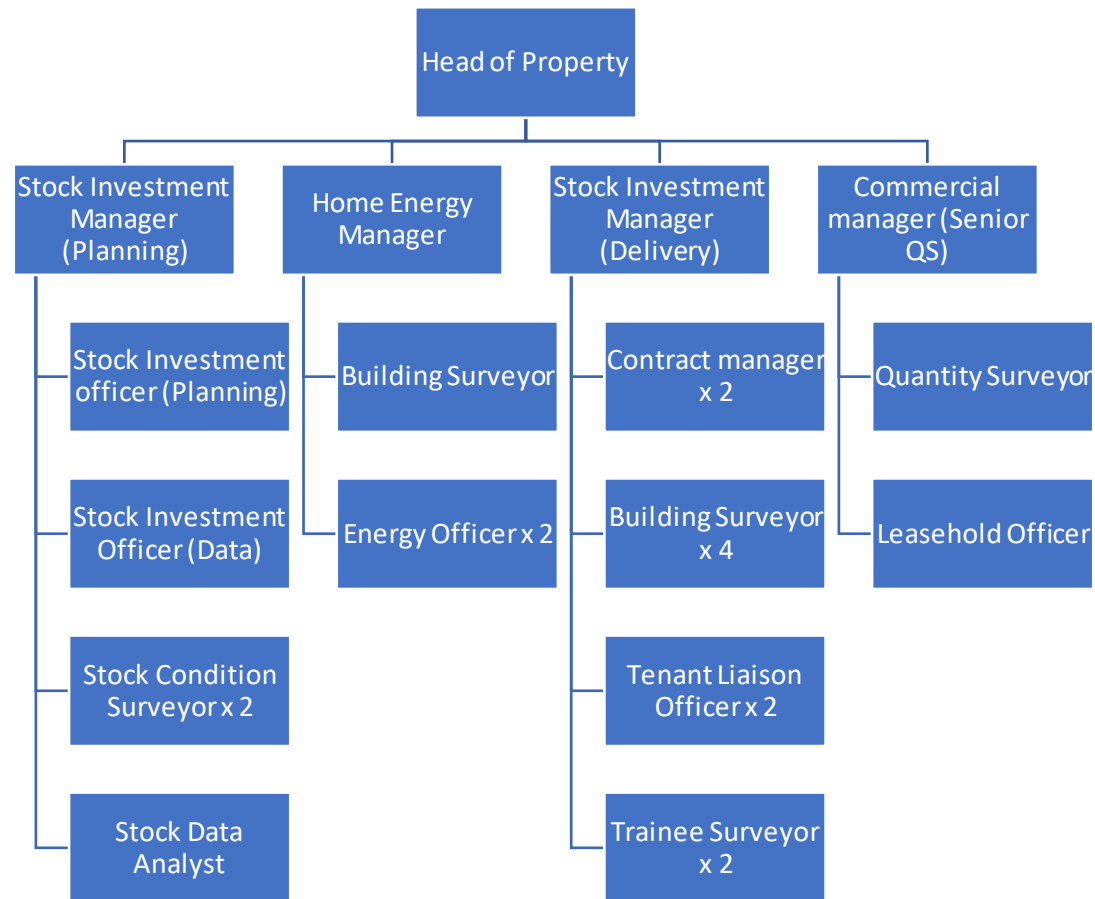 Head of Property
Stock Investment
Manager
(Planning)
Home Energy
Manager
Stock Investment
Manager
(Delivery)
Commercial
manager (Senior
QS)
Stock Investment
officer (Planning)
Building Surveyor
Contract manager
x 2
Quantity Surveyor
Stock Investment
Officer (Data)
Energy Officer x 2
Building Surveyor
x 4
Leasehold Officer
Stock Condition
Surveyor x 2
Tenant Liaison
Officer x 2
Stock Data
Analyst
Trainee Surveyor
x 2